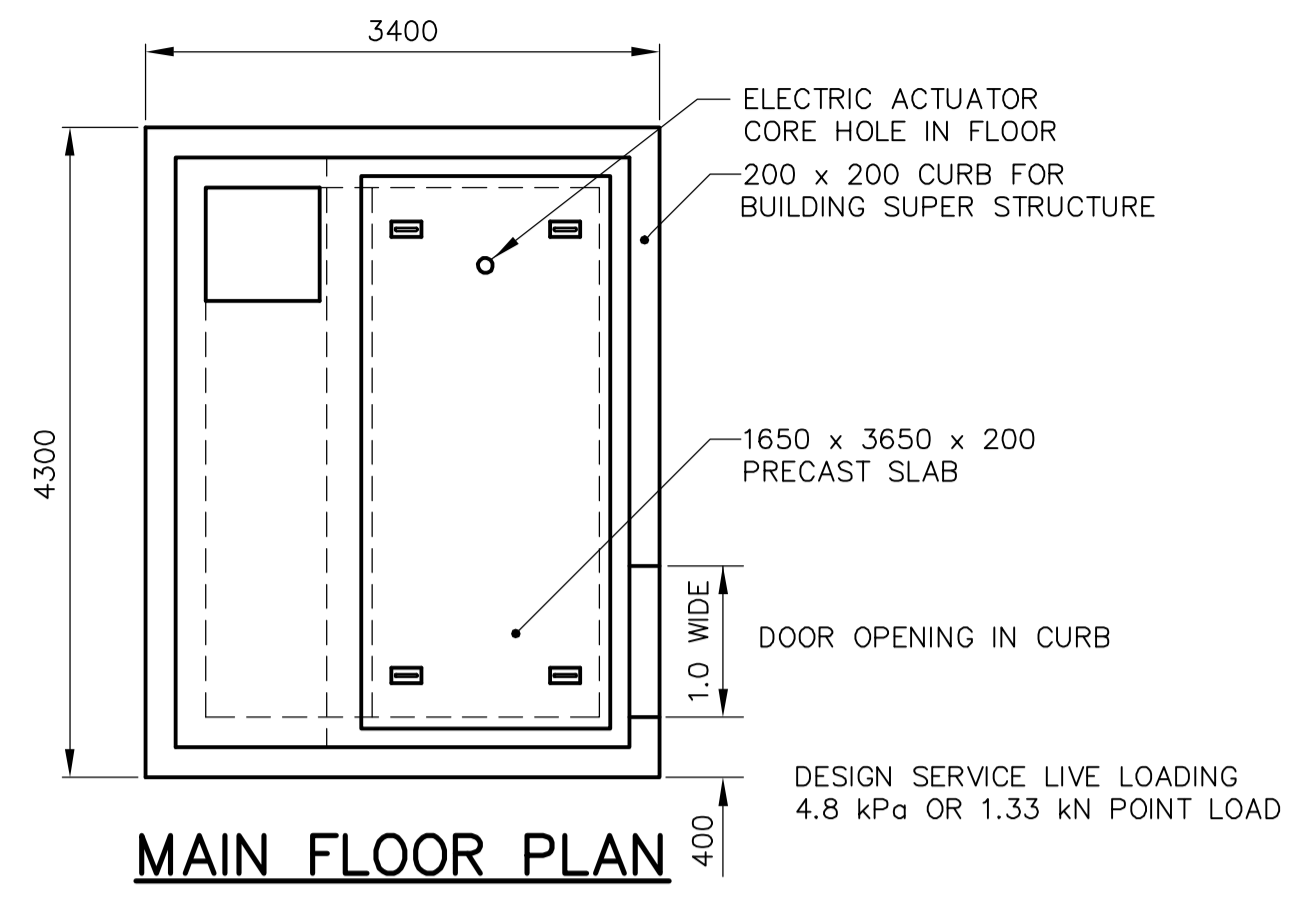 3400
ELECTRIC ACTUATOR
CORE HOLE IN FLOOR
200 x 200 CURB FOR
BUILDING SUPER STRUCTURE
4300
1650 x 3650 x 200
PRECAST SLAB
1.0 WIDE
DOOR OPENING IN CURB
DESIGN SERVICE LIVE LOADING
4.8 kPa OR 1.33 kN POINT LOAD
400
MAIN FLOOR PLAN